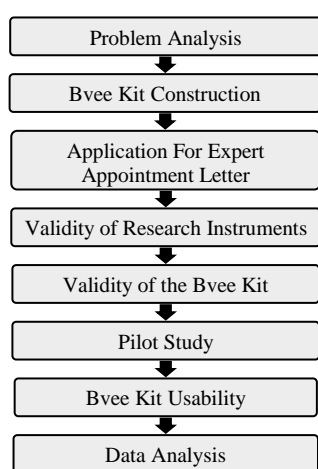 Problem Analysis
Bvee Kit Construction
Application For Expert
Appointment Letter
Validity of Research Instruments
Validity of the Bvee Kit
Pilot Study
Bvee Kit Usability
Data Analysis